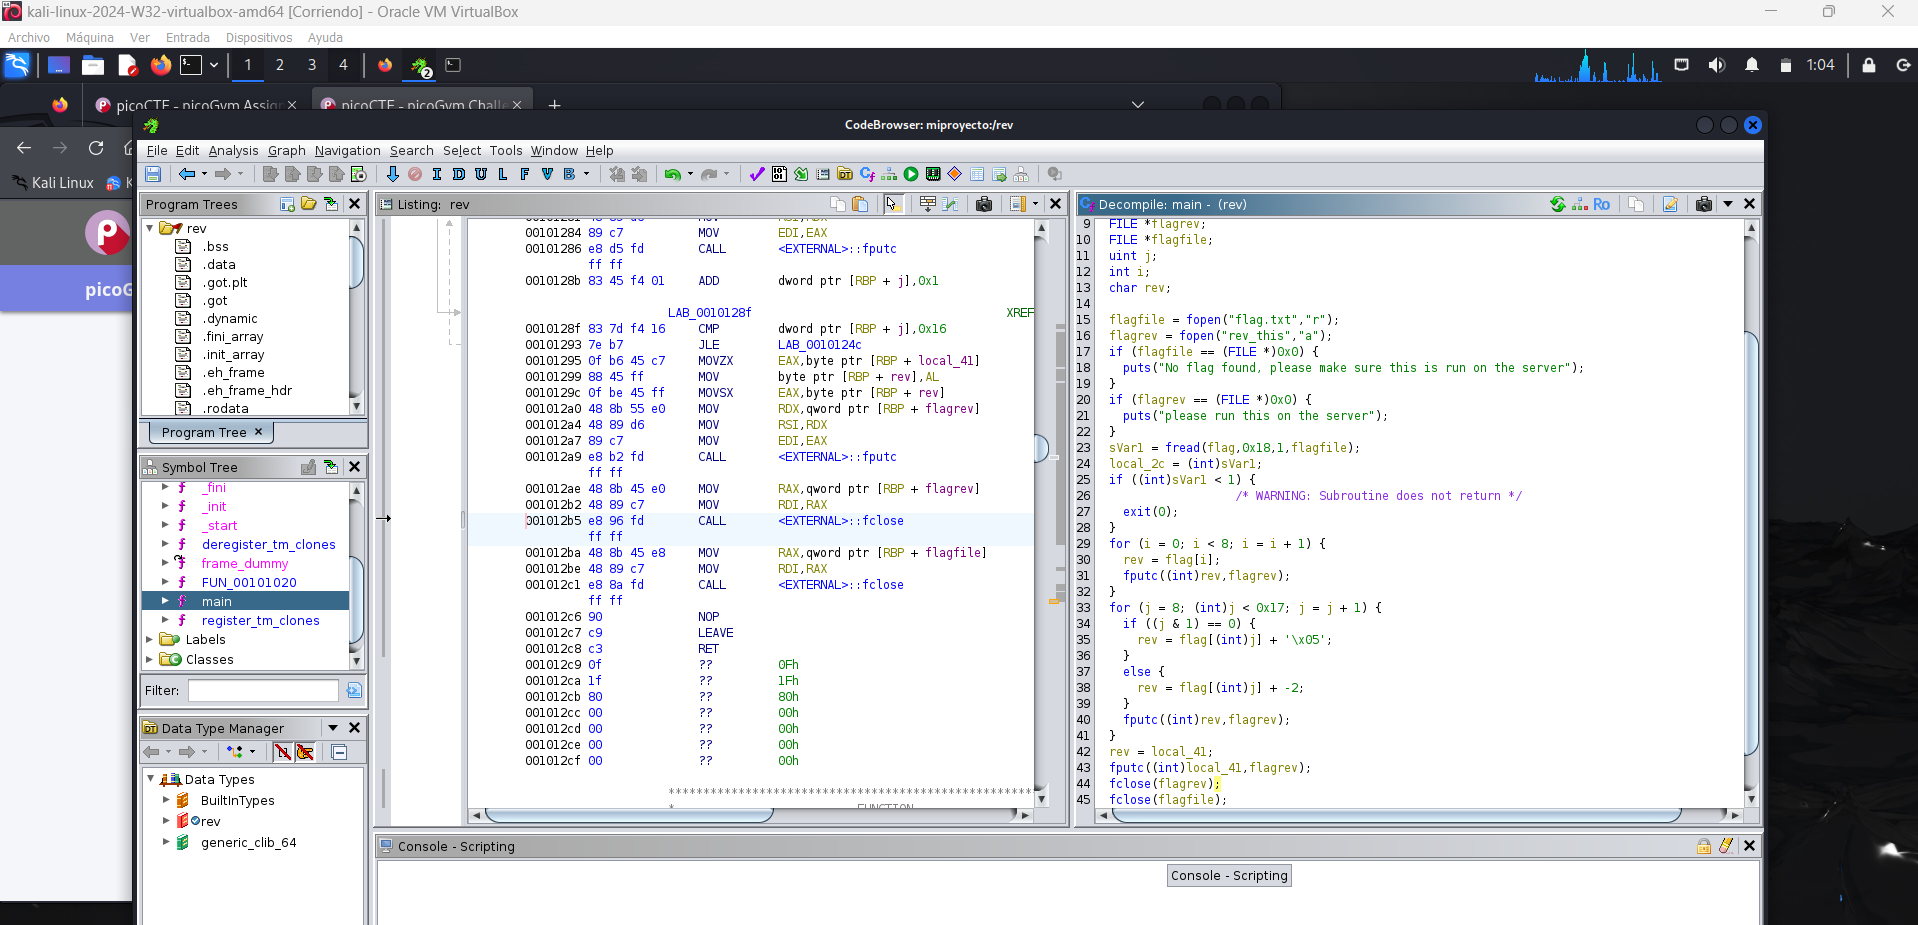 kali-linux-2024-W32-virtualbox-amd64 [Corriendo] - Oracle VM VirtualBox
Archivo Máquina Ver Entrada Dispositivos Ayuda
1 2 3 4 2 1:04
picoCTF - picoGym Assig picoCTF - picoGym Challe
CodeBrowser: miproyecto:/rev
File Edit Analysis Graph Navigation Search Select Tools Window Help
Kali Linux
I D U L F V B
Program Trees
rev
.bss
.data
.got.plt
.got
.dynamic
.fini_array
.init_array
.eh_frame
.eh_frame_hdr
.rodata
Program Tree
picoG
Symbol Tree
_fini
_init
_start
deregister_tm_clones
frame_dummy
FUN_00101020
main
register_tm_clones
Labels
Classes
Filter:
Data Type Manager
Data Types
BuiltInTypes
rev
generic_clib_64
Listing: rev
00101284 89 c7 MOV EDI,EAX
00101286 e8 d5 fd CALL <EXTERNAL>::fputc
ff ff
0010128b 83 45 f4 01 ADD dword ptr [RBP + j],0x1
LAB_0010128f XREF
0010128f 83 7d f4 16 CMP dword ptr [RBP + j],0x16
00101293 7e b7 JLE LAB_0010124c
00101295 0f b6 45 c7 MOVZX EAX,byte ptr [RBP + local_41]
00101299 88 45 ff MOV byte ptr [RBP + rev],AL
0010129c 0f be 45 ff MOVSX EAX,byte ptr [RBP + rev]
001012a0 48 8b 55 e0 MOV RDX,qword ptr [RBP + flagrev]
001012a4 48 89 d6 MOV RSI,RDX
001012a7 89 c7 MOV EDI,EAX
001012a9 e8 b2 fd CALL <EXTERNAL>::fputc
ff ff
001012ae 48 8b 45 e0 MOV RAX,qword ptr [RBP + flagrev]
001012b2 48 89 c7 MOV RDI,RAX
001012b5 e8 96 fd CALL <EXTERNAL>::fclose
ff ff
001012ba 48 8b 45 e8 MOV RAX,qword ptr [RBP + flagfile]
001012be 48 89 c7 MOV RDI,RAX
001012c1 e8 8a fd CALL <EXTERNAL>::fclose
ff ff
001012c6 90 NOP
001012c7 c9 LEAVE
001012c8 c3 RET
001012c9 0f ?? 0Fh
001012ca 1f ?? 1Fh
001012cb 80 ?? 80h
001012cc 00 ?? 00h
001012cd 00 ?? 00h
001012ce 00 ?? 00h
001012cf 00 ?? 00h
* FUNCTION
Decompile: main - (rev)
Ro
9 FILE *flagrev;
10 FILE *flagfile;
11 uint j;
12 int i;
13 char rev;
14
15 flagfile = fopen("flag.txt","r");
16 flagrev = fopen("rev_this","a");
17 if (flagfile == (FILE *)0x0) {
18 puts("No flag found, please make sure this is run on the server");
19 }
20 if (flagrev == (FILE *)0x0) {
21 puts("please run this on the server");
22 }
23 sVar1 = fread(flag,0x18,1,flagfile);
24 local_2c = (int)sVar1;
25 if ((int)sVar1 < 1) {
26 /* WARNING: Subroutine does not return */
27 exit(0);
28 }
29 for (i = 0; i < 8; i = i + 1) {
30 rev = flag[i];
31 fputc((int)rev,flagrev);
32 }
33 for (j = 8; (int)j < 0x17; j = j + 1) {
34 if ((j & 1) == 0) {
35 rev = flag[(int)j] + '\x05';
36 }
37 else {
38 rev = flag[(int)j] + -2;
39 }
40 fputc((int)rev,flagrev);
41 }
42 rev = local_41;
43 fputc((int)local_41,flagrev);
44 fclose(flagrev);
45 fclose(flagfile);
Console - Scripting
Console - Scripting